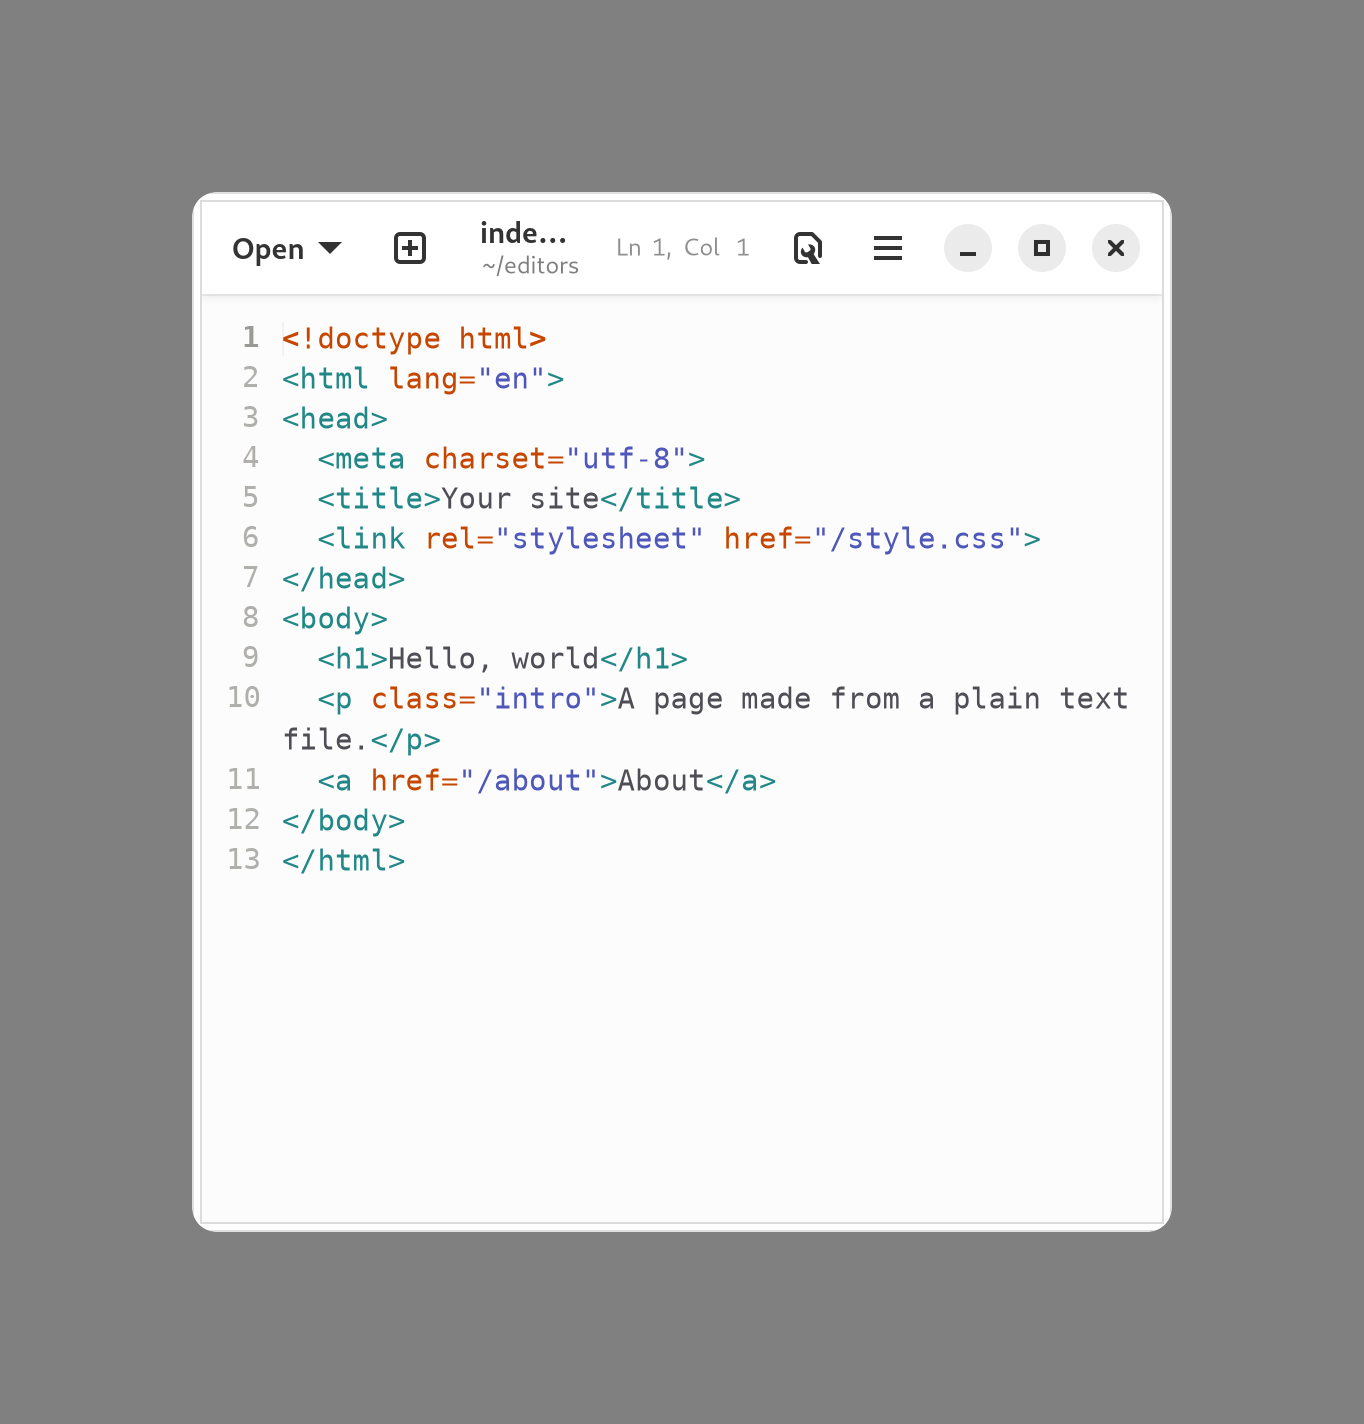 Open
inde...
~/editors
Ln 1, Col 1
1 <!doctype html>
2 <html lang="en">
3 <head>
4   <meta charset="utf-8">
5   <title>Your site</title>
6   <link rel="stylesheet" href="/style.css">
7 </head>
8 <body>
9   <h1>Hello, world</h1>
10   <p class="intro">A page made from a plain text
file.</p>
11   <a href="/about">About</a>
12 </body>
13 </html>